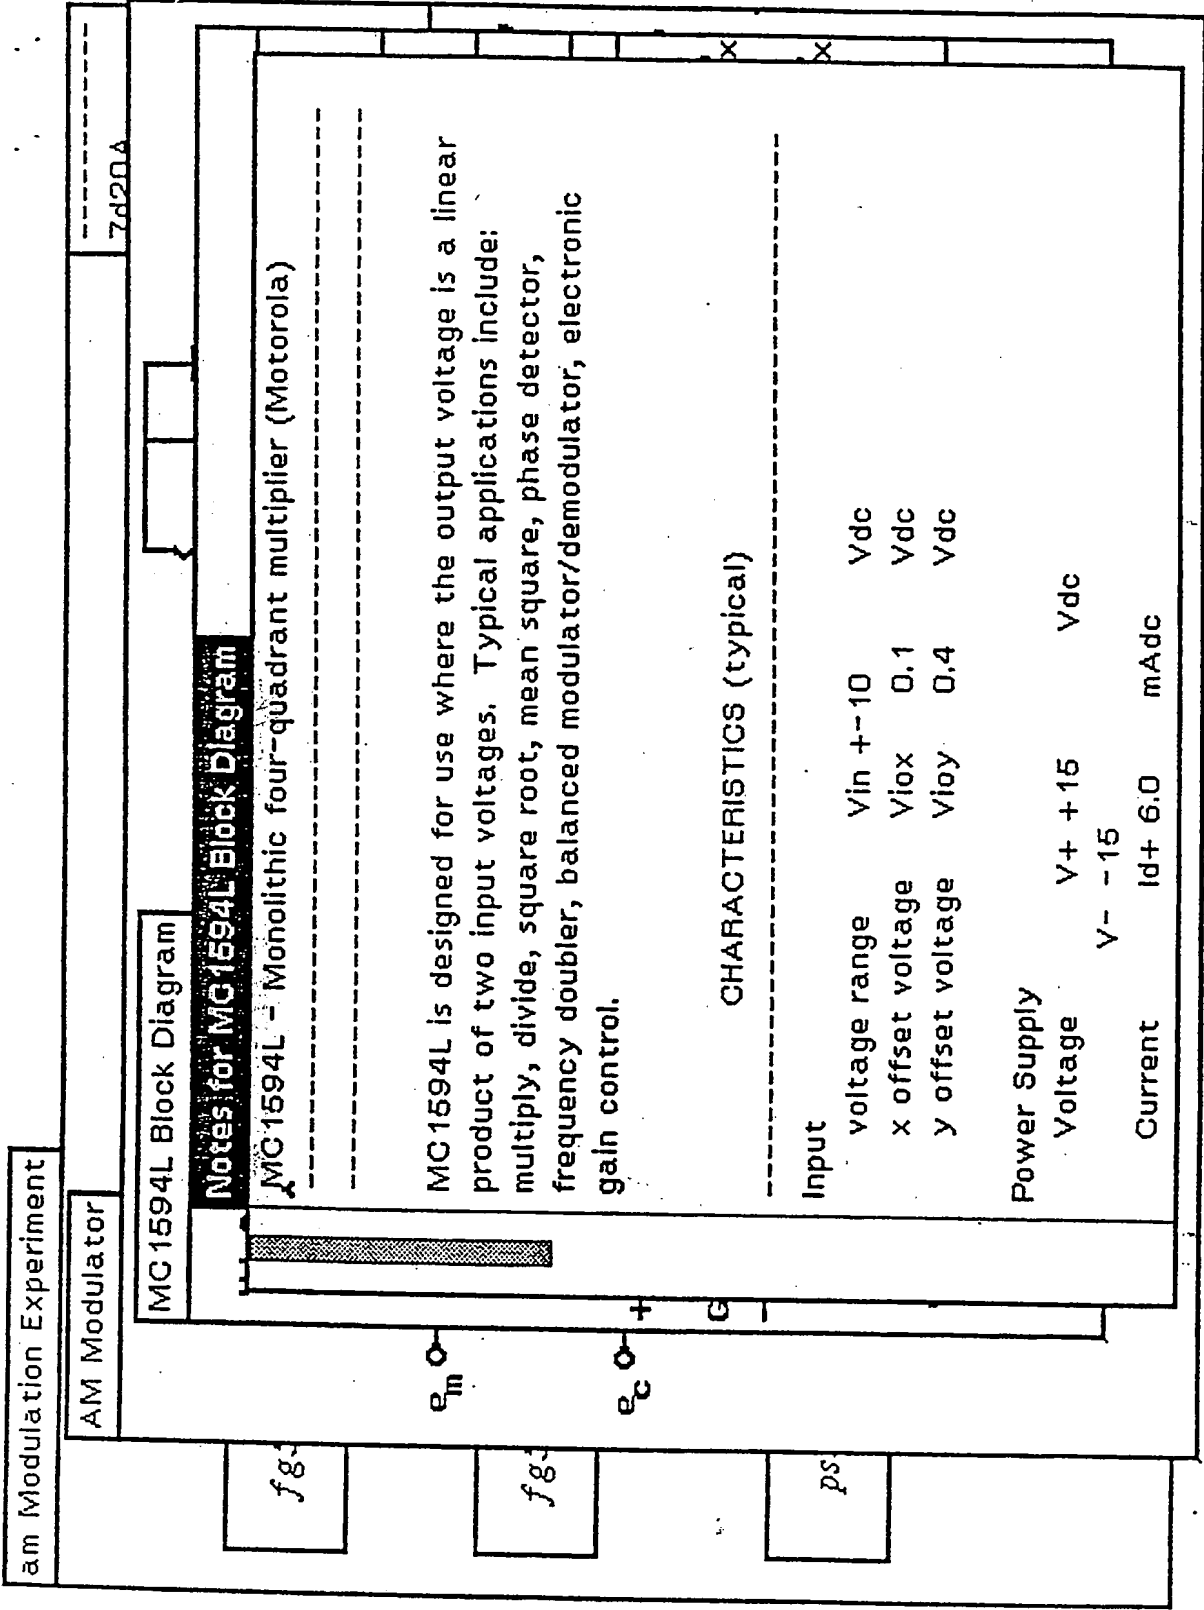 am Modulation Experiment
AM Modulator
7d20A
MC1594L Block Diagram
Notes for MC1594L Block Diagram
MC1594L - Monolithic four-quadrant multiplier (Motorola)
MC1594L is designed for use where the output voltage is a linear
product of two input voltages. Typical applications include:
multiply, divide, square root, mean square, phase detector,
frequency doubler, balanced modulator/demodulator, electronic
gain control.
CHARACTERISTICS (typical)
Input
voltage range Vin +-10 Vdc
x offset voltage Viox 0.1 Vdc
y offset voltage Vioy 0.4 Vdc
Power Supply
Voltage V+ +15 Vdc
V- -15
Current Id+ 6.0 mAdc
em
ec
+
G
-
fg
fg
ps
x
x